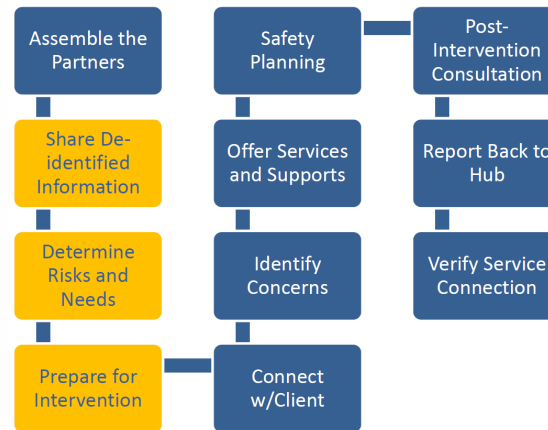 Assemble the
Partners
Share De-
identified
Information
Determine
Risks and
Needs
Prepare for
Intervention
Connect
w/Client
Identify
Concerns
Offer Services
and Supports
Safety
Planning
Post-
Intervention
Consultation
Report Back to
Hub
Verify Service
Connection